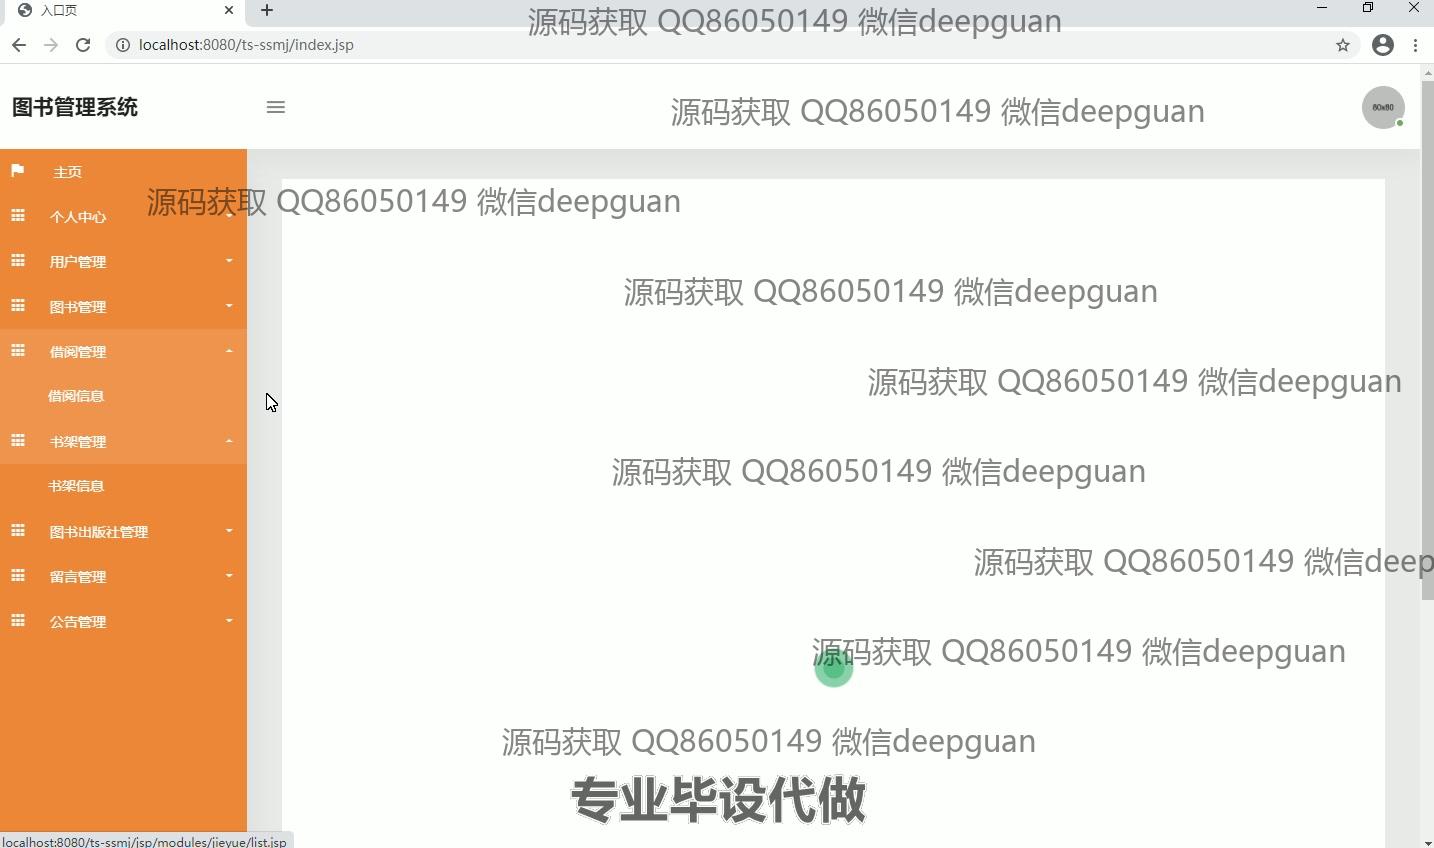 入口页
源码获取 QQ86050149 微信deepguan
localhost:8080/ts-ssmj/index.jsp
图书管理系统
源码获取 QQ86050149 微信deepguan
60x60
主页
源码获取 QQ86050149 微信deepguan
个人中心
用户管理
源码获取 QQ86050149 微信deepguan
图书管理
借阅管理
源码获取 QQ86050149 微信deepguan
借阅信息
书架管理
源码获取 QQ86050149 微信deepguan
书架信息
图书出版社管理
源码获取 QQ86050149 微信deep
留言管理
公告管理
源码获取 QQ86050149 微信deepguan
源码获取 QQ86050149 微信deepguan
专业毕设代做
localhost:8080/ts-ssmj/jsp/modules/jieyue/list.jsp